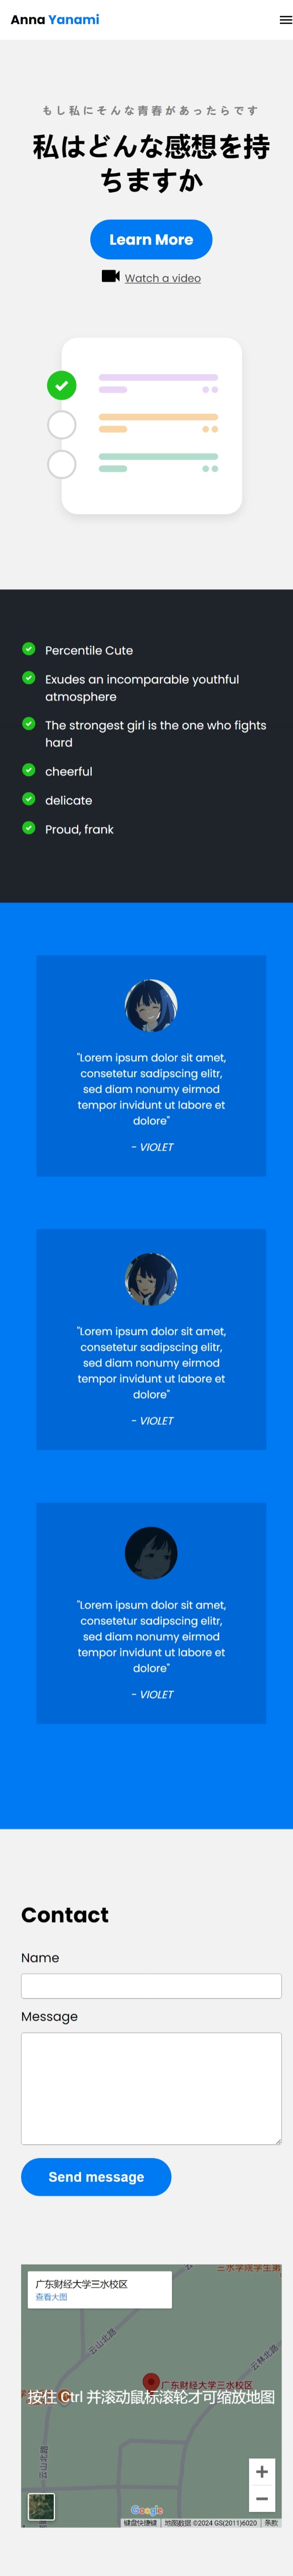 Anna Yanami
もし私にそんな青春があったらです
私はどんな感想を持
ちますか
Learn More
Watch a video
Percentile Cute
Exudes an incomparable youthful
atmosphere
The strongest girl is the one who fights
hard
cheerful
delicate
Proud, frank
"Lorem ipsum dolor sit amet,
consetetur sadipscing elitr,
sed diam nonumy eirmod
tempor invidunt ut labore et
dolore"
- VIOLET
"Lorem ipsum dolor sit amet,
consetetur sadipscing elitr,
sed diam nonumy eirmod
tempor invidunt ut labore et
dolore"
- VIOLET
"Lorem ipsum dolor sit amet,
consetetur sadipscing elitr,
sed diam nonumy eirmod
tempor invidunt ut labore et
dolore"
- VIOLET
Contact
Name
Message
Send message
三水学院学生第
广东财经大学三水校区
查看大图
云山北路
云林北路
广东财经大学三水校区
按住 Ctrl 并滚动鼠标滚轮才可缩放地图
云山北路
Google
键盘快捷键 地图数据 ©2024 GS(2011)6020 条款